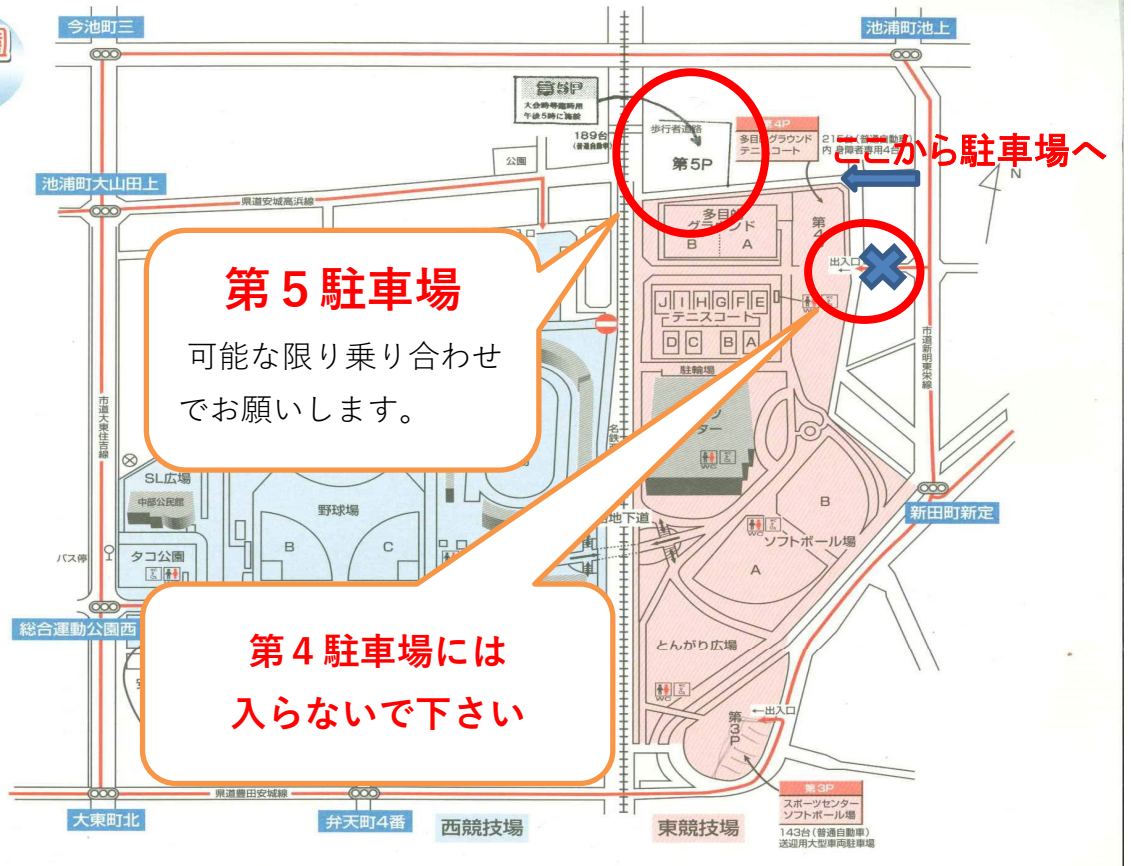 今池町三
池浦町池上
第5P
大会時等臨時用
午後5時に施錠
189台
(普通自動車)
歩行者道路
第5P
第4P
多目的グラウンド
テニスコート
ここから駐車場へ
N
公園
池浦町大山田上
県道安城高浜線
多目的
グラウンド
B A
出入口
←
第５駐車場
可能な限り乗り合わせ
でお願いします。
J I H G F E
テニスコート
D C B A
WC
駐輪場
市道新明東栄線
市道大東住吉線
ター
WC
SL広場
中部公民館
野球場
B C
地下道
B
WC
ソフトボール場
A
新田町新定
バス停
タコ公園
総合運動公園西
第４駐車場には
入らないで下さい
とんがり広場
WC
←出入口
第3P
県道豊田安城線
第3P
スポーツセンター
ソフトボール場
143台(普通自動車)
送迎用大型車両駐車場
大東町北
弁天町4番
西競技場
東競技場